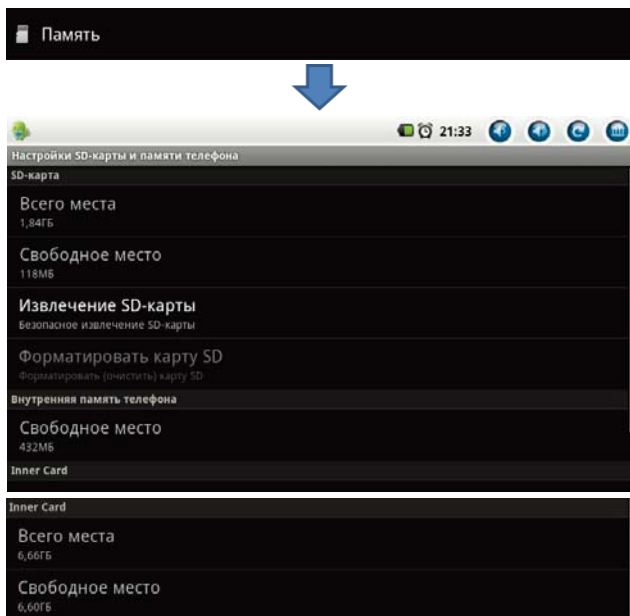 Память
21:33
Настройки SD-карты и памяти телефона
SD-карта
Всего места
1,84ГБ
Свободное место
118МБ
Извлечение SD-карты
Безопасное извлечение SD-карты
Форматировать карту SD
Форматировать (очистить) карту SD
Внутренняя память телефона
Свободное место
432МБ
Inner Card
Inner Card
Всего места
6,66ГБ
Свободное место
6,60ГБ